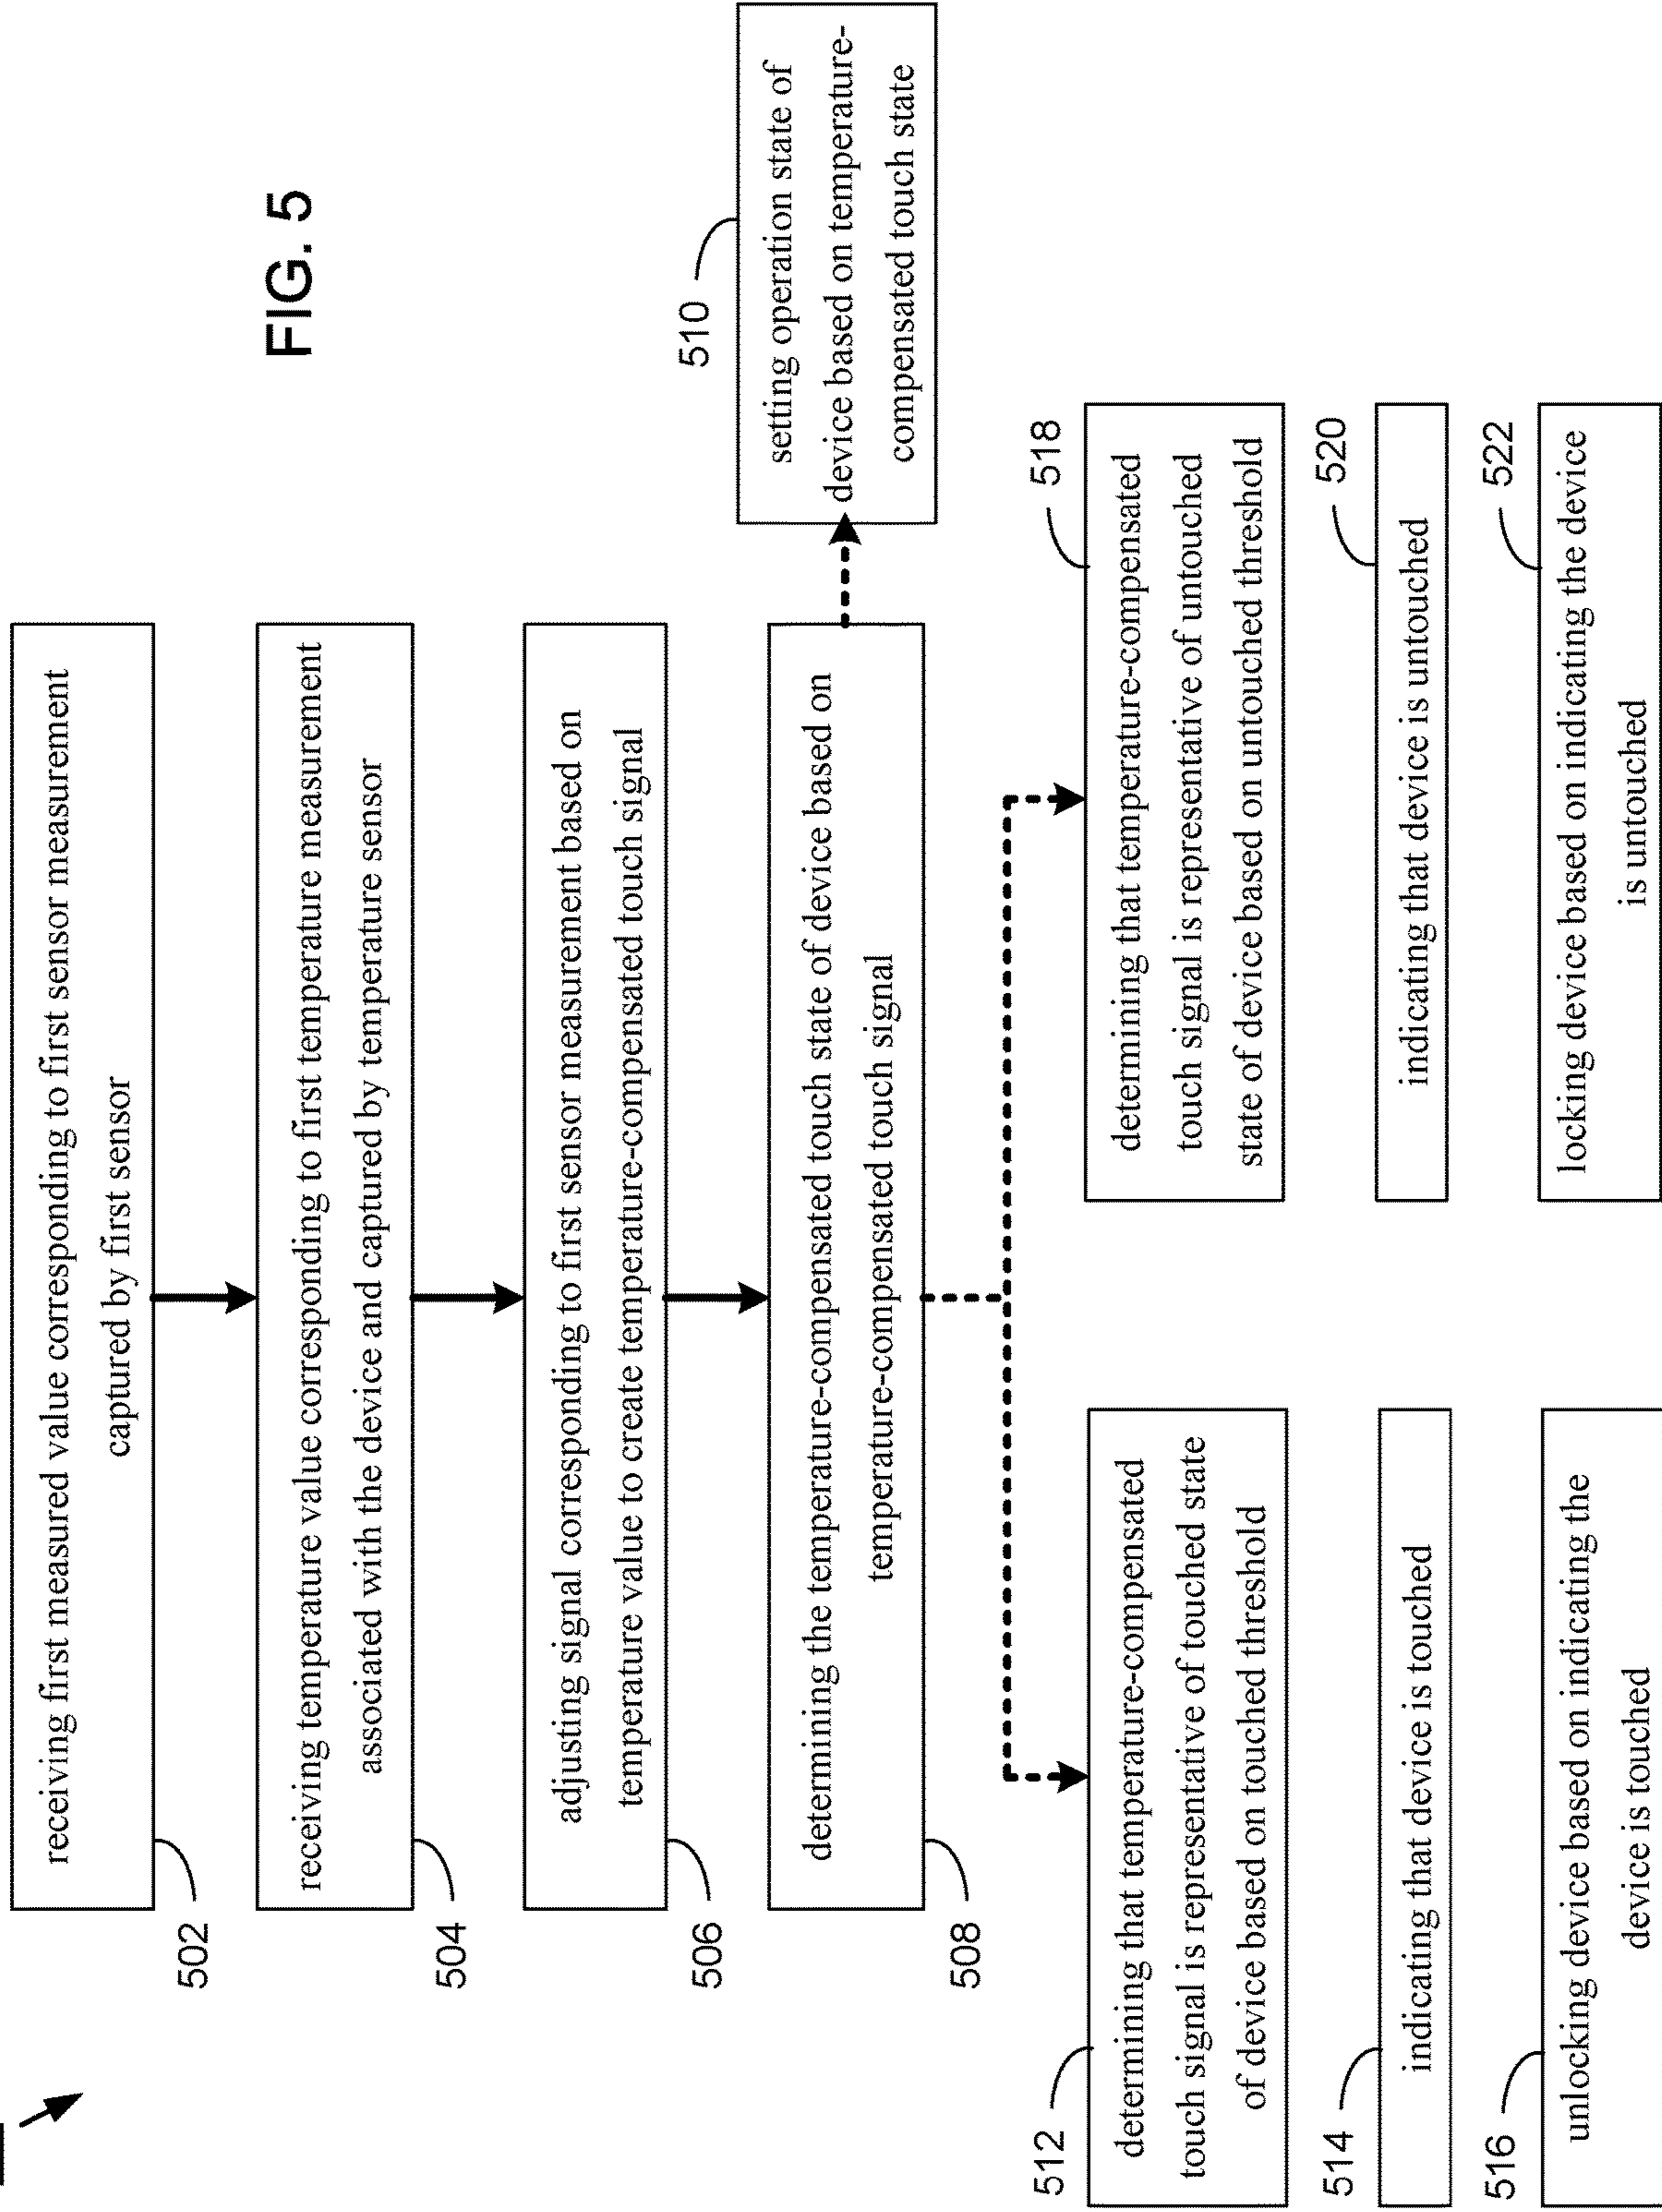 FIG. 5
502
receiving first measured value corresponding to first sensor measurement
captured by first sensor
504
receiving temperature value corresponding to first temperature measurement
associated with the device and captured by temperature sensor
506
adjusting signal corresponding to first sensor measurement based on
temperature value to create temperature-compensated touch signal
508
determining the temperature-compensated touch state of device based on
temperature-compensated touch signal
510
setting operation state of
device based on temperature-
compensated touch state
512
determining that temperature-compensated
touch signal is representative of touched state
of device based on touched threshold
514
indicating that device is touched
516
unlocking device based on indicating the
device is touched
518
determining that temperature-compensated
touch signal is representative of untouched
state of device based on untouched threshold
520
indicating that device is untouched
522
locking device based on indicating the device
is untouched